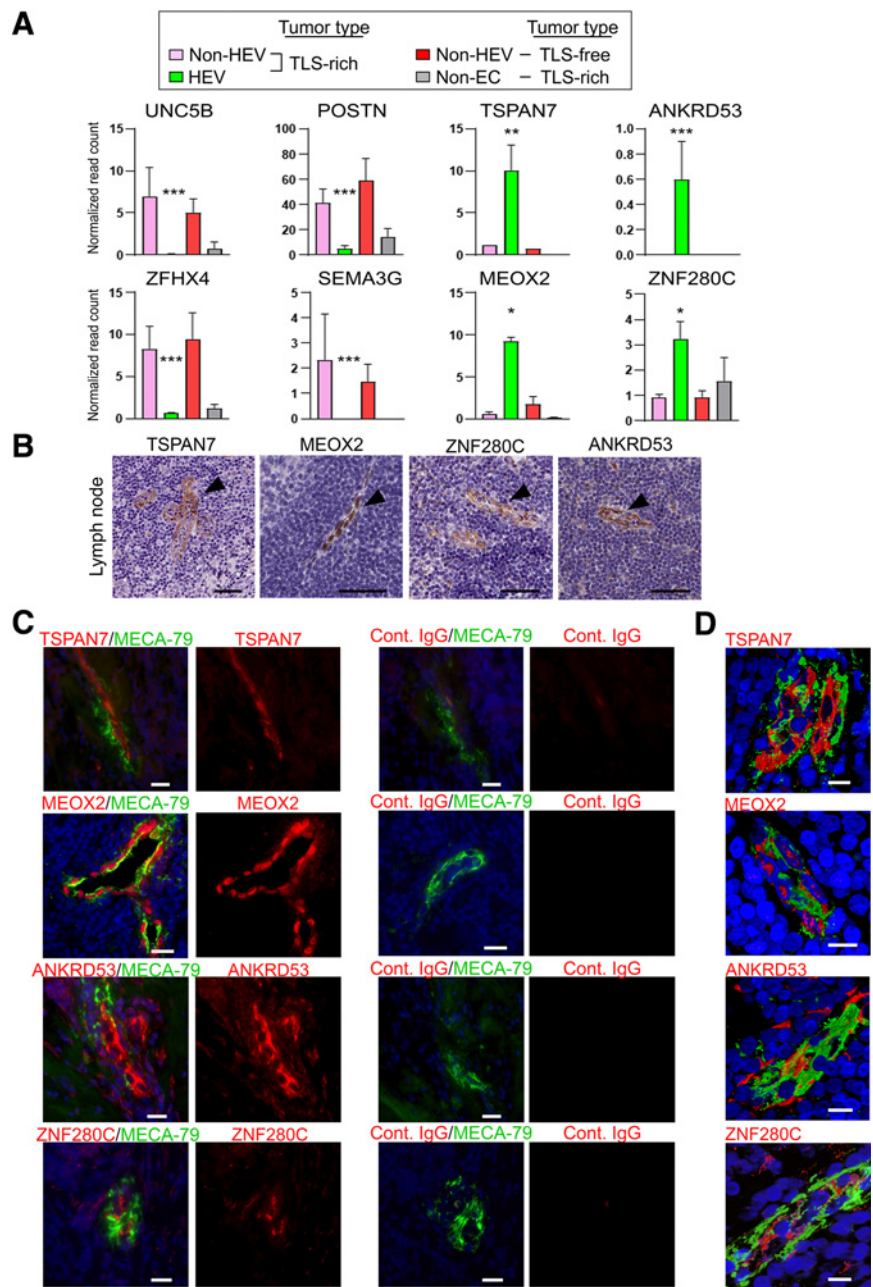 A
Tumor type Tumor type
Non-HEV TLS-rich Non-HEV – TLS-free
HEV Non-EC – TLS-rich
UNC5B POSTN TSPAN7 ANKRD53
Normalized read count
15 100 15 1.0
10 80 10 0.8
5 60 5 0.6
0 40 0 0.4
20 0.2
0 0.0
*** *** ** ***
ZFHX4 SEMA3G MEOX2 ZNF280C
Normalized read count
15 5 15 5
10 4 10 4
5 3 5 3
0 2 0 2
1 1
0 0
*** *** * *
B
TSPAN7 MEOX2 ZNF280C ANKRD53
Lymph node
C D
TSPAN7/MECA-79 TSPAN7 Cont. IgG/MECA-79 Cont. IgG TSPAN7
MEOX2/MECA-79 MEOX2 Cont. IgG/MECA-79 Cont. IgG MEOX2
ANKRD53/MECA-79 ANKRD53 Cont. IgG/MECA-79 Cont. IgG ANKRD53
ZNF280C/MECA-79 ZNF280C Cont. IgG/MECA-79 Cont. IgG ZNF280C